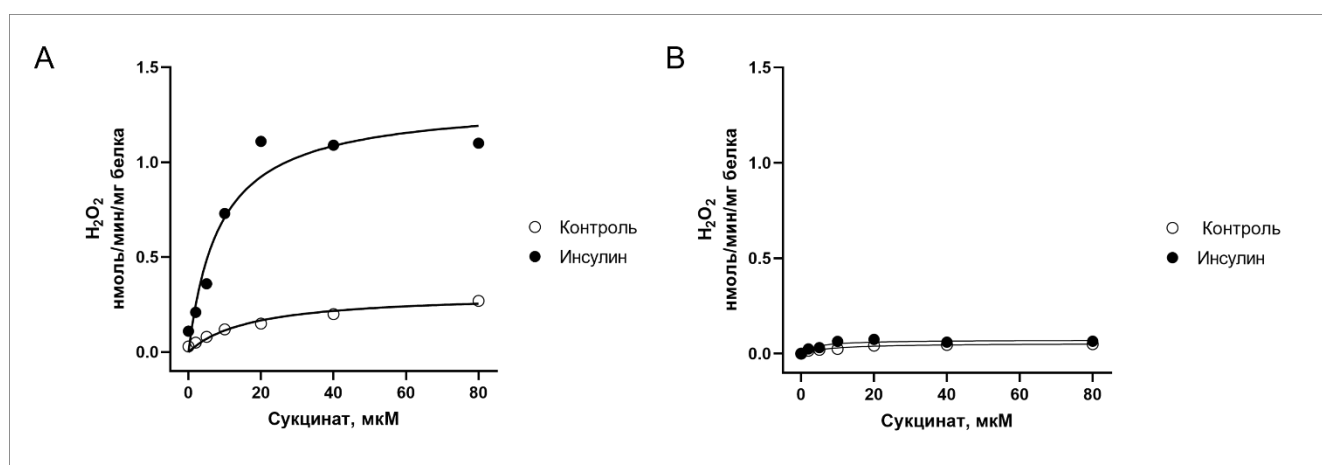 A
1.5
1.0
0.5
0.0
H₂O₂
нмоль/мин/мг белка
0 20 40 60 80
Сукцинат, мкМ
Контроль
Инсулин
B
1.5
1.0
0.5
0.0
H₂O₂
нмоль/мин/мг белка
0 20 40 60 80
Сукцинат, мкМ
Контроль
Инсулин